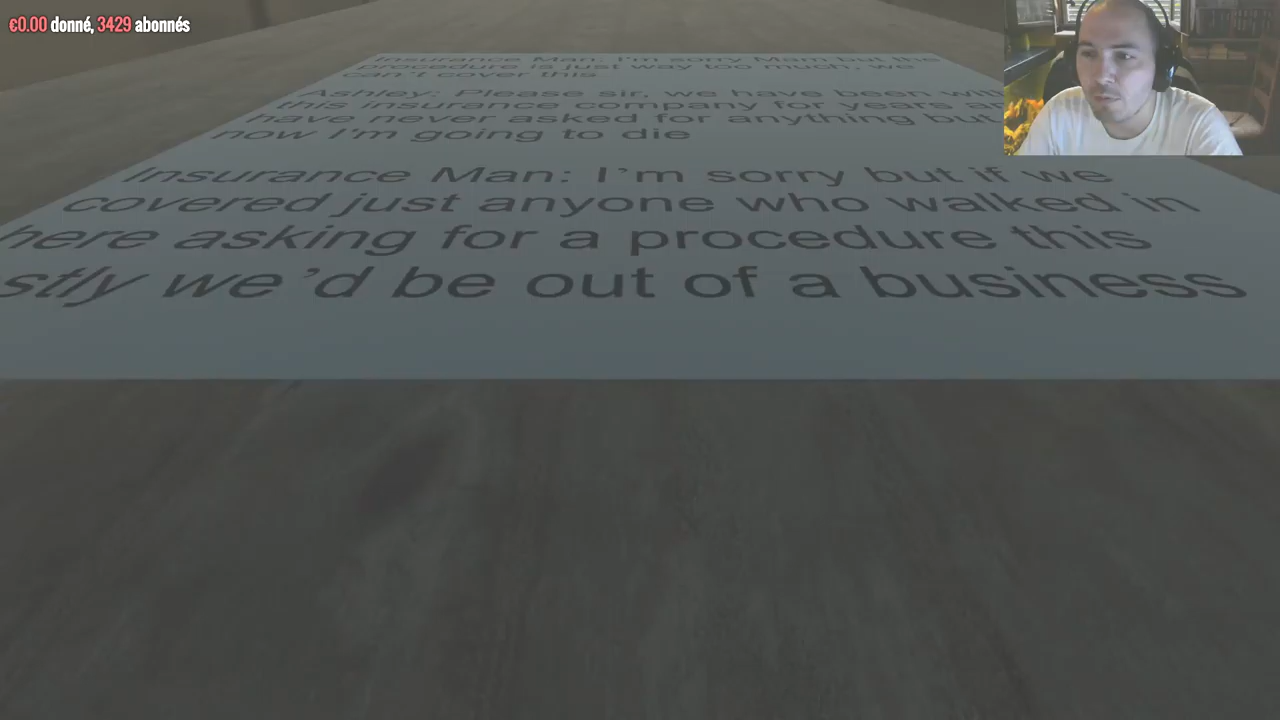 €0.00 donné, 3429 abonnés
Insurance Man: I'm sorry Mam but the
procedure is just way too much, we
can't cover this
Ashley: Please sir, we have been
this insurance company for years
have never asked for anything but
now I'm going to die
Insurance Man: I'm sorry but if we
covered just anyone who walked in
here asking for a procedure this
we'd be out of a business